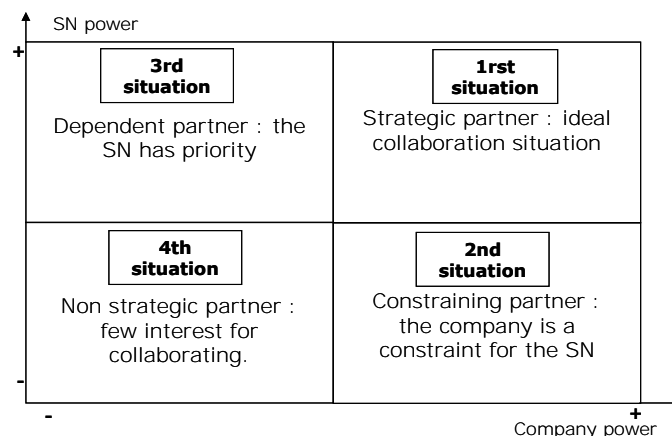 SN power
+
3rd
situation
Dependent partner : the
SN has priority
1rst
situation
Strategic partner : ideal
collaboration situation
4th
situation
Non strategic partner :
few interest for
collaborating.
2nd
situation
Constraining partner :
the company is a
constraint for the SN
-
-
+
Company power